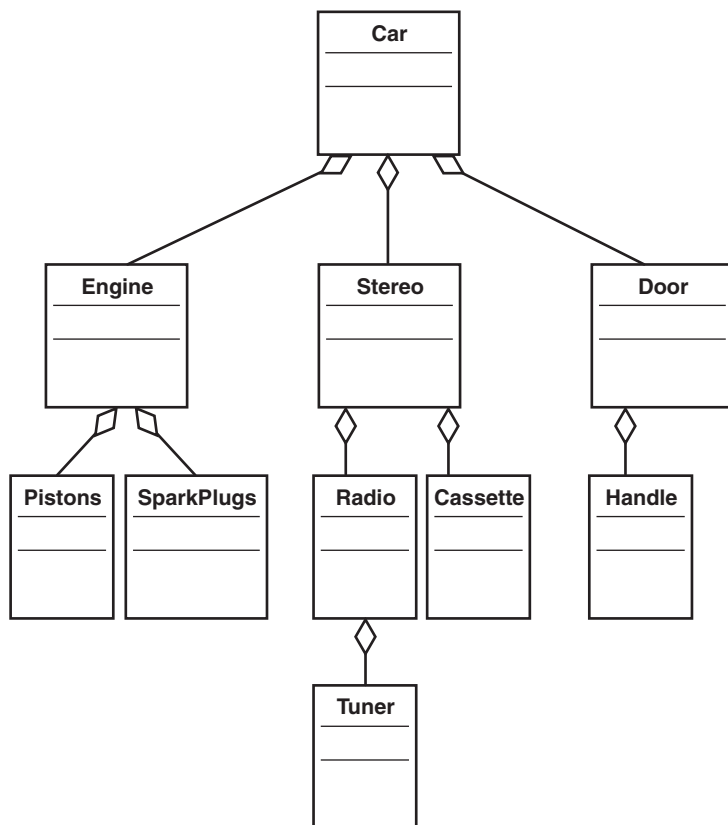 Car
Engine
Stereo
Door
Pistons
SparkPlugs
Radio
Cassette
Handle
Tuner